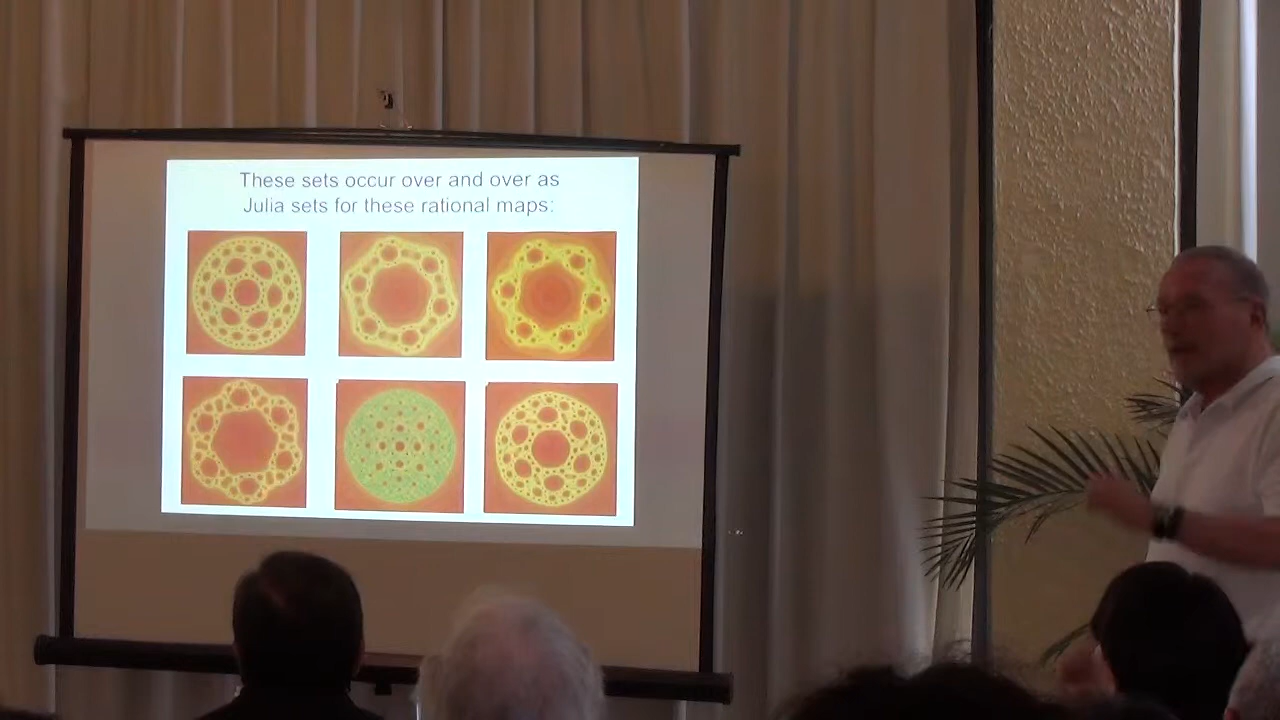 These sets occur over and over as
Julia sets for these rational maps: